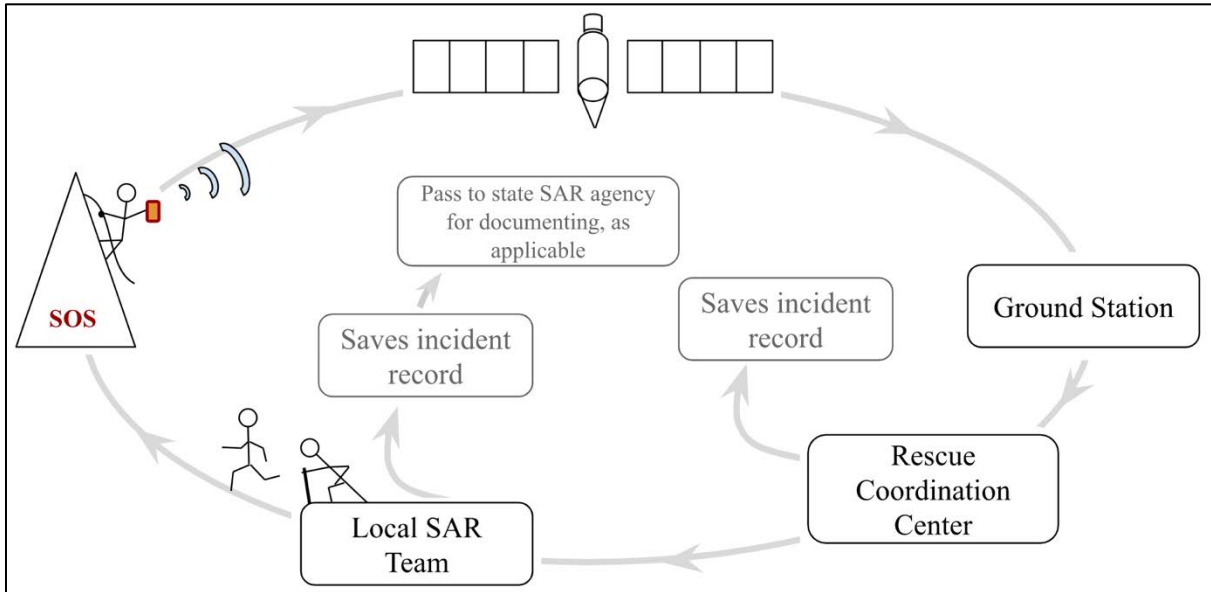 Pass to state SAR agency
for documenting, as
applicable
Saves incident
record
Ground Station
SOS
Saves incident
record
Rescue
Coordination
Center
Local SAR
Team